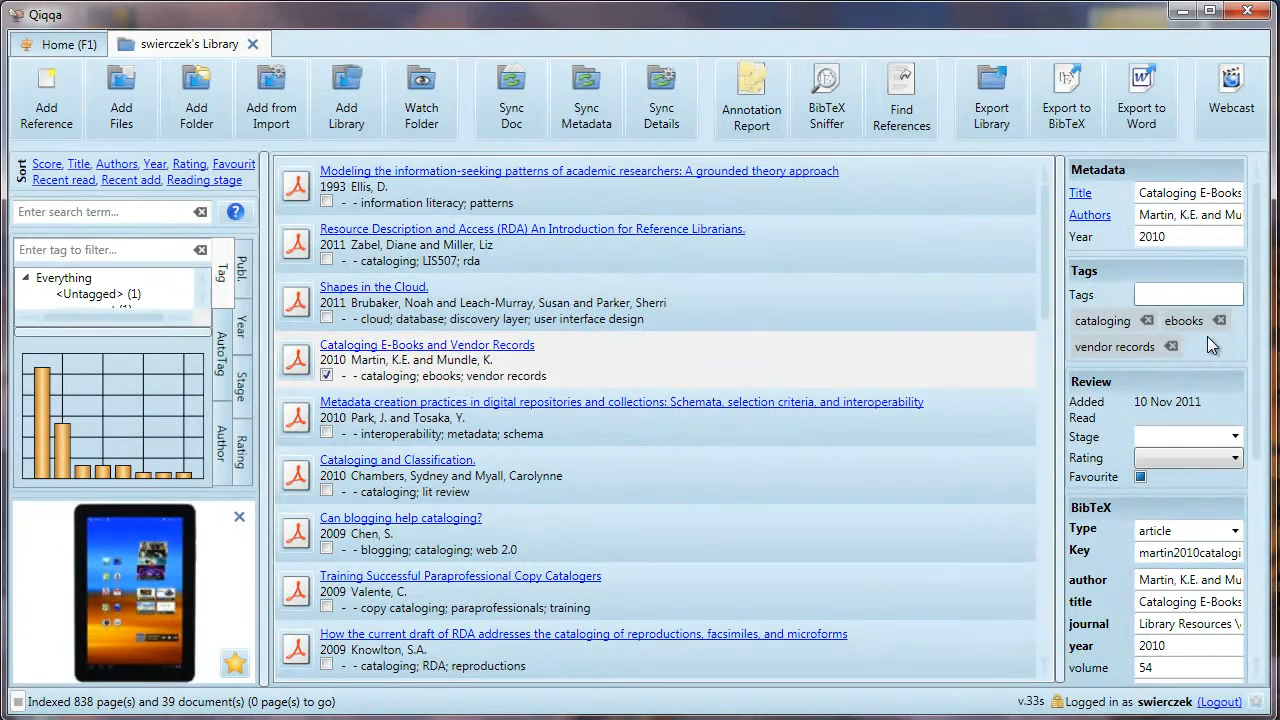 Qiqqa
Home (F1)
swierczek's Library
Add Reference
Add Files
Add Folder
Add from Import
Add Library
Watch Folder
Sync Doc
Sync Metadata
Sync Details
Annotation Report
BibTeX Sniffer
Find References
Export Library
Export to BibTeX
Export to Word
Webcast
Sort
Score, Title, Authors, Year, Rating, Favourit
Recent read, Recent add, Reading stage
Enter search term...
Enter tag to filter...
Everything
<Untagged> (1)
Tag
AutoTag
Author
Publ.
Year
Stage
Rating
Modeling the information-seeking patterns of academic researchers: A grounded theory approach
1993 Ellis, D.
- - information literacy; patterns
Resource Description and Access (RDA) An Introduction for Reference Librarians.
2011 Zabel, Diane and Miller, Liz
- - cataloging; LIS507; rda
Shapes in the Cloud.
2011 Brubaker, Noah and Leach-Murray, Susan and Parker, Sherri
- - cloud; database; discovery layer; user interface design
Cataloging E-Books and Vendor Records
2010 Martin, K.E. and Mundle, K.
- - cataloging; ebooks; vendor records
Metadata creation practices in digital repositories and collections: Schemata, selection criteria, and interoperability
2010 Park, J. and Tosaka, Y.
- - interoperability; metadata; schema
Cataloging and Classification.
2010 Chambers, Sydney and Myall, Carolynne
- - cataloging; lit review
Can blogging help cataloging?
2009 Chen, S.
- - blogging; cataloging; web 2.0
Training Successful Paraprofessional Copy Catalogers
2009 Valente, C.
- - copy cataloging; paraprofessionals; training
How the current draft of RDA addresses the cataloging of reproductions, facsimiles, and microforms
2009 Knowlton, S.A.
- - cataloging; RDA; reproductions
Metadata
Title Cataloging E-Books
Authors Martin, K.E. and Mu
Year 2010
Tags
Tags
cataloging ebooks
vendor records
Review
Added 10 Nov 2011
Read
Stage
Rating
Favourite
BibTeX
Type article
Key martin2010catalogi
author Martin, K.E. and Mu
title Cataloging E-Books
journal Library Resources
year 2010
volume 54
Indexed 838 page(s) and 39 document(s) (0 page(s) to go)
v.33s
Logged in as swierczek (Logout)